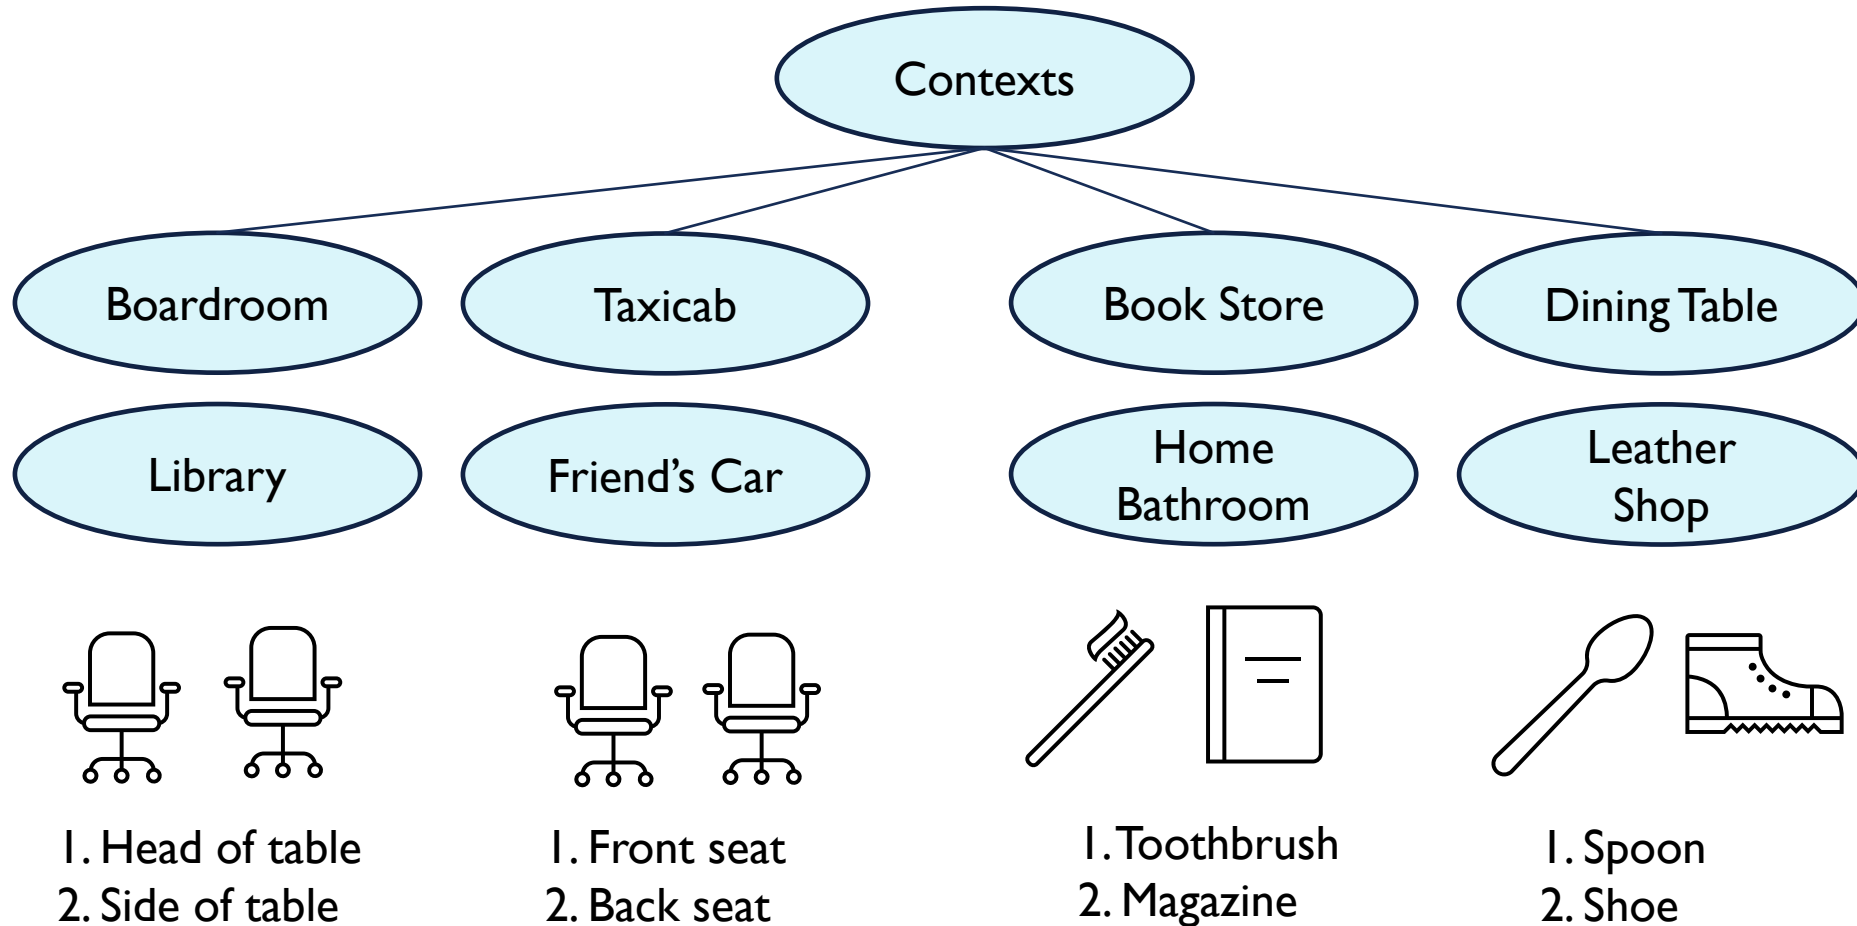 Contexts
Boardroom
Taxicab
Book Store
Dining Table
Library
Friend's Car
Home
Bathroom
Leather
Shop
1. Head of table
2. Side of table
1. Front seat
2. Back seat
1. Toothbrush
2. Magazine
1. Spoon
2. Shoe